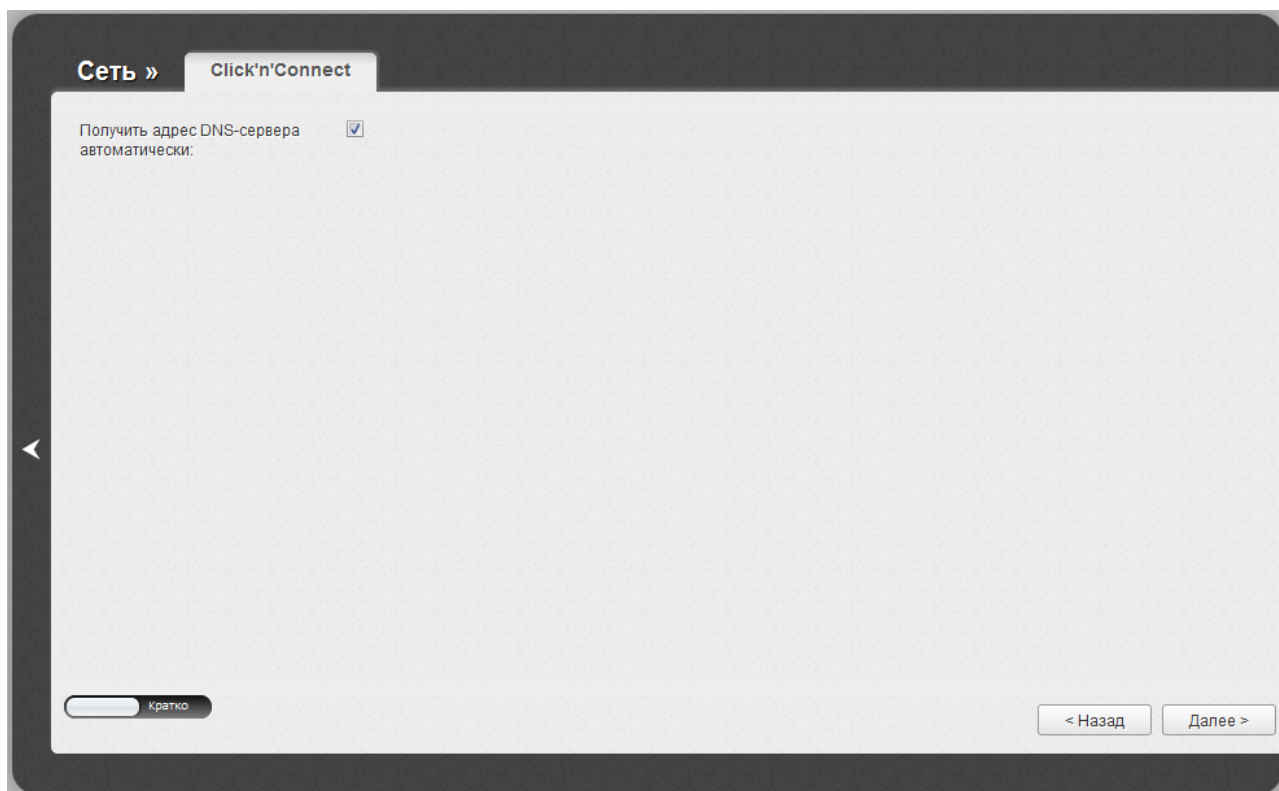 Сеть » Click'n'Connect
Получить адрес DNS-сервера
автоматически:
Кратко
< Назад Далее >